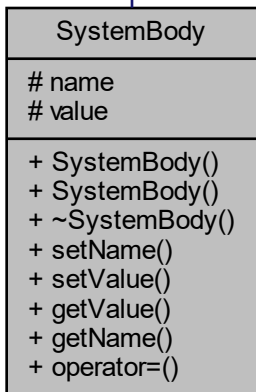 SystemBody
# name
# value
+ SystemBody()
+ SystemBody()
+ ~SystemBody()
+ setName()
+ setValue()
+ getValue()
+ getName()
+ operator=()